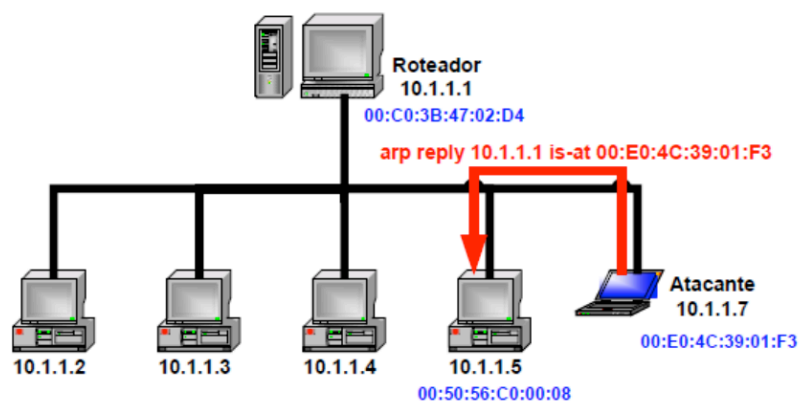 Roteador
10.1.1.1
00:C0:3B:47:02:D4
arp reply 10.1.1.1 is-at 00:E0:4C:39:01:F3
Atacante
10.1.1.7
00:E0:4C:39:01:F3
10.1.1.2
10.1.1.3
10.1.1.4
10.1.1.5
00:50:56:C0:00:08